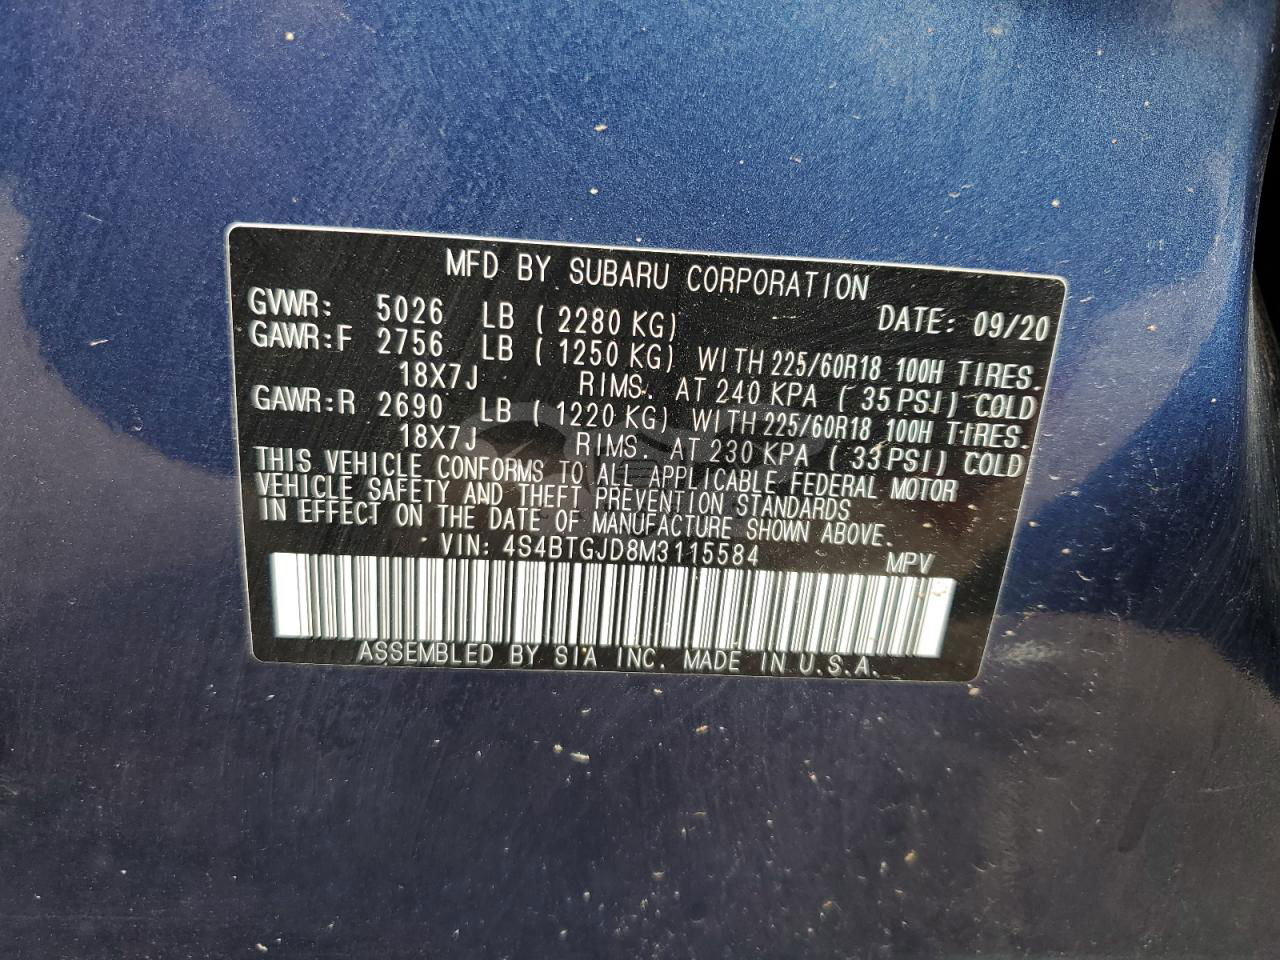 MFD BY SUBARU CORPORATION
GVWR: 5026 LB ( 2280 KG) DATE: 09/20
GAWR:F 2756 LB ( 1250 KG) WITH 225/60R18 100H TIRES.
18X7J RIMS. AT 240 KPA ( 35 PSI) COLD
GAWR:R 2690 LB ( 1220 KG) WITH 225/60R18 100H TIRES.
18X7J RIMS. AT 230 KPA ( 33 PSI) COLD
THIS VEHICLE CONFORMS TO ALL APPLICABLE FEDERAL MOTOR
VEHICLE SAFETY AND THEFT PREVENTION STANDARDS
IN EFFECT ON THE DATE OF MANUFACTURE SHOWN ABOVE.
VIN: 4S4BTGJD8M3115584 MPV
ASSEMBLED BY SIA INC. MADE IN U.S.A.